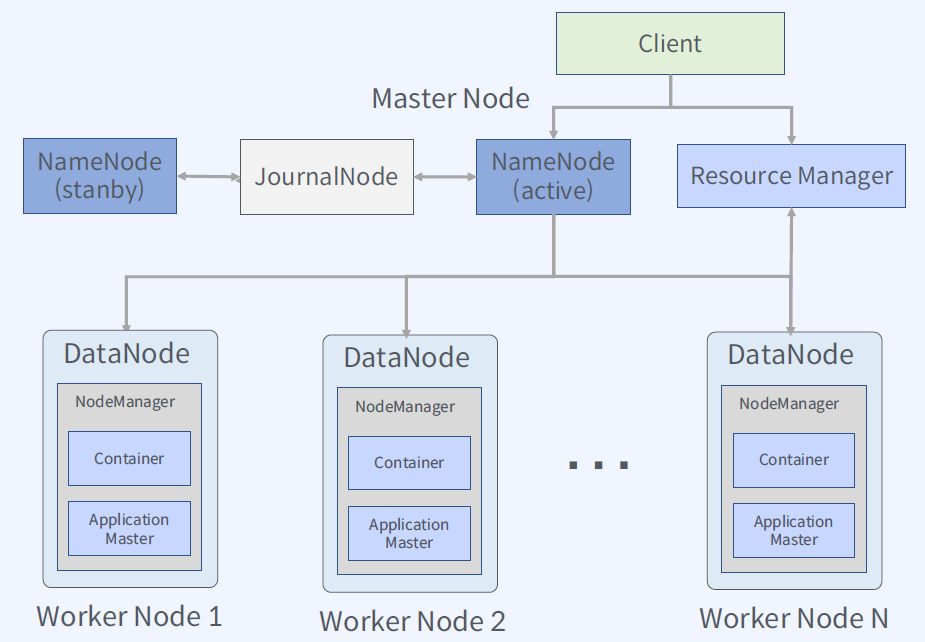 Client
Master Node
NameNode
(stanby)
JournalNode
NameNode
(active)
Resource Manager
DataNode
NodeManager
Container
Application
Master
Worker Node 1
DataNode
NodeManager
Container
Application
Master
Worker Node 2
...
DataNode
NodeManager
Container
Application
Master
Worker Node N